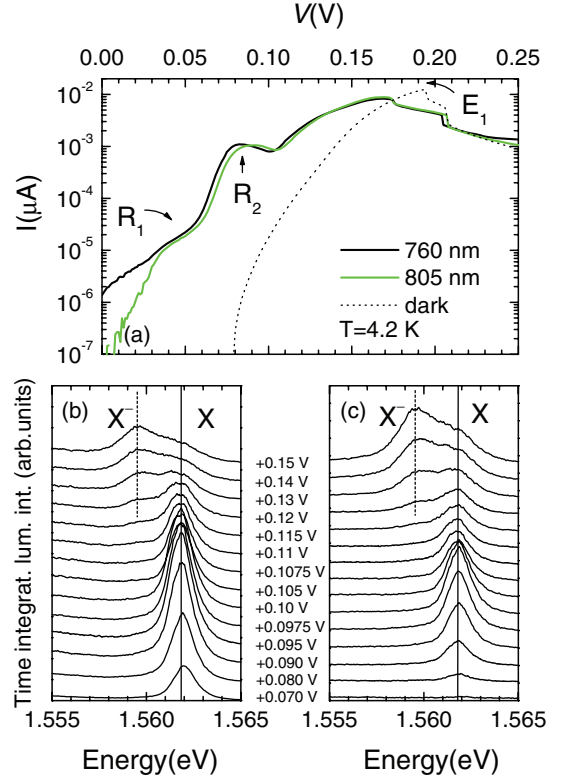 V(V)
0.00 0.05 0.10 0.15 0.20 0.25
10⁻²
10⁻³
10⁻⁴
10⁻⁵
10⁻⁶
10⁻⁷
I(μA)
R₁
R₂
E₁
760 nm
805 nm
dark
T=4.2 K
(a)
Time integrat. lum. int. (arb.units)
(b)
X⁻
X
(c)
X⁻
X
+0.15 V
+0.14 V
+0.13 V
+0.12 V
+0.115 V
+0.11 V
+0.1075 V
+0.105 V
+0.10 V
+0.0975 V
+0.095 V
+0.090 V
+0.080 V
+0.070 V
1.555 1.560 1.565
1.555 1.560 1.565
Energy(eV)
Energy(eV)